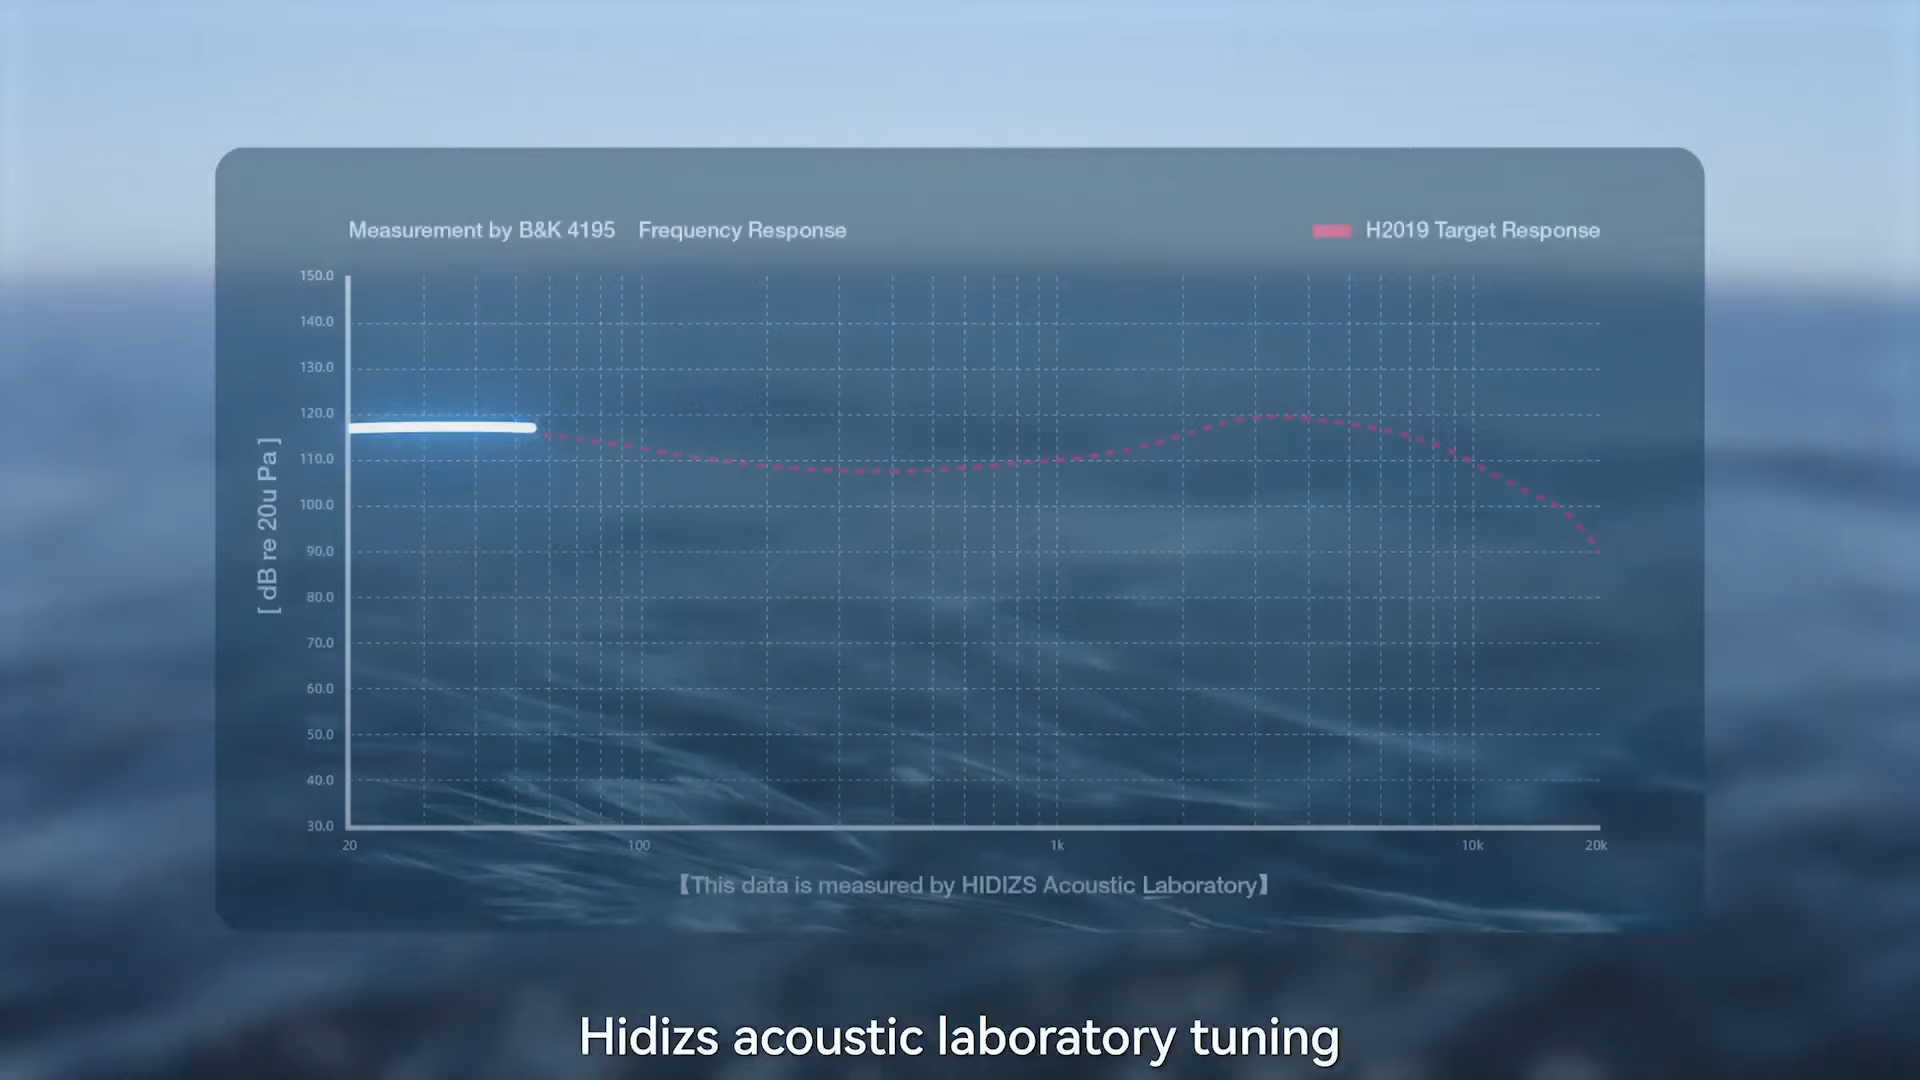 Measurement by B&K 4195 Frequency Response
H2019 Target Response
150.0
140.0
130.0
120.0
110.0
100.0
90.0
80.0
70.0
60.0
50.0
40.0
30.0
[ dB re 20u Pa ]
20 100 1k 10k 20k
【This data is measured by HIDIZS Acoustic Laboratory】
Hidizs acoustic laboratory tuning